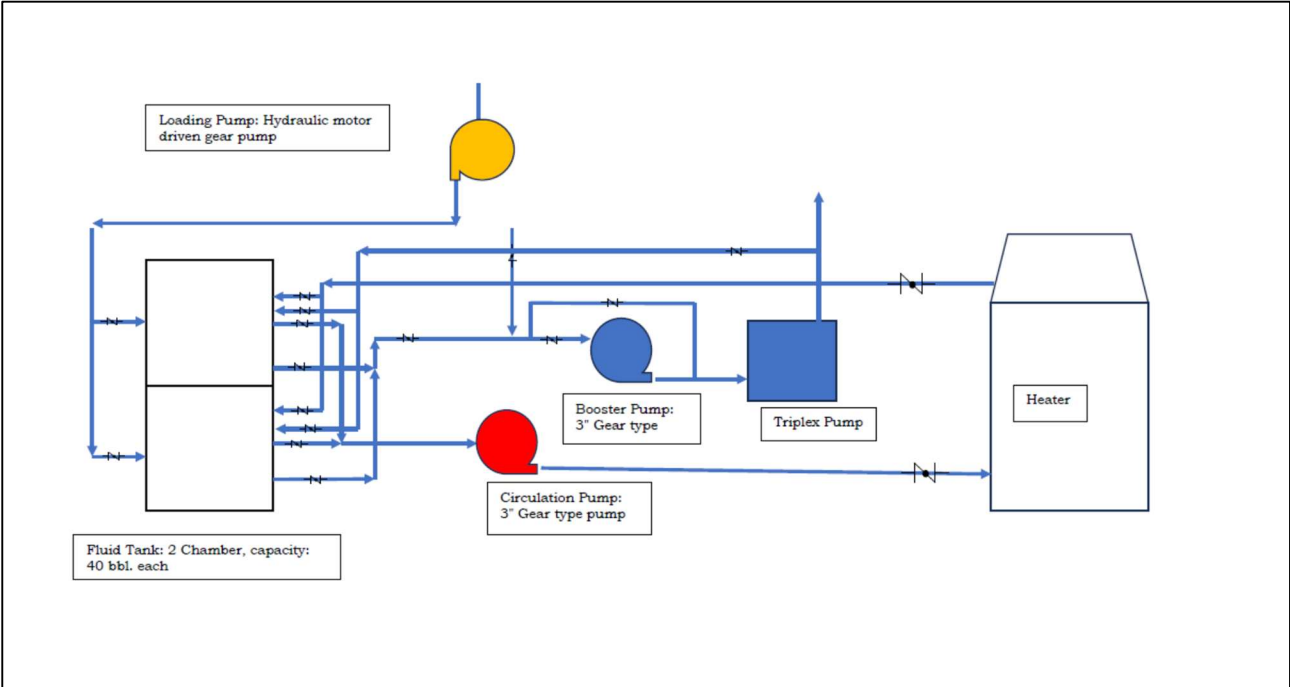 Loading Pump: Hydraulic motor
driven gear pump
Heater
Booster Pump:
3" Gear type
Triplex Pump
Circulation Pump:
3" Gear type pump
Fluid Tank: 2 Chamber, capacity:
40 bbl. each